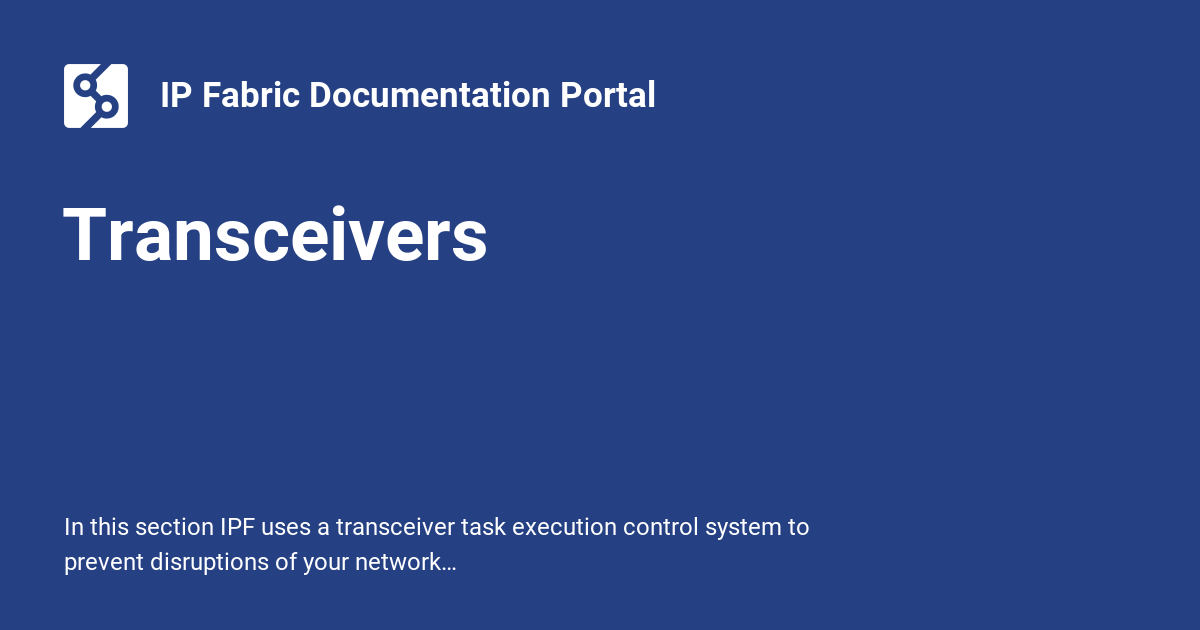 IP Fabric Documentation Portal
Transceivers
In this section IPF uses a transceiver task execution control system to
prevent disruptions of your network…